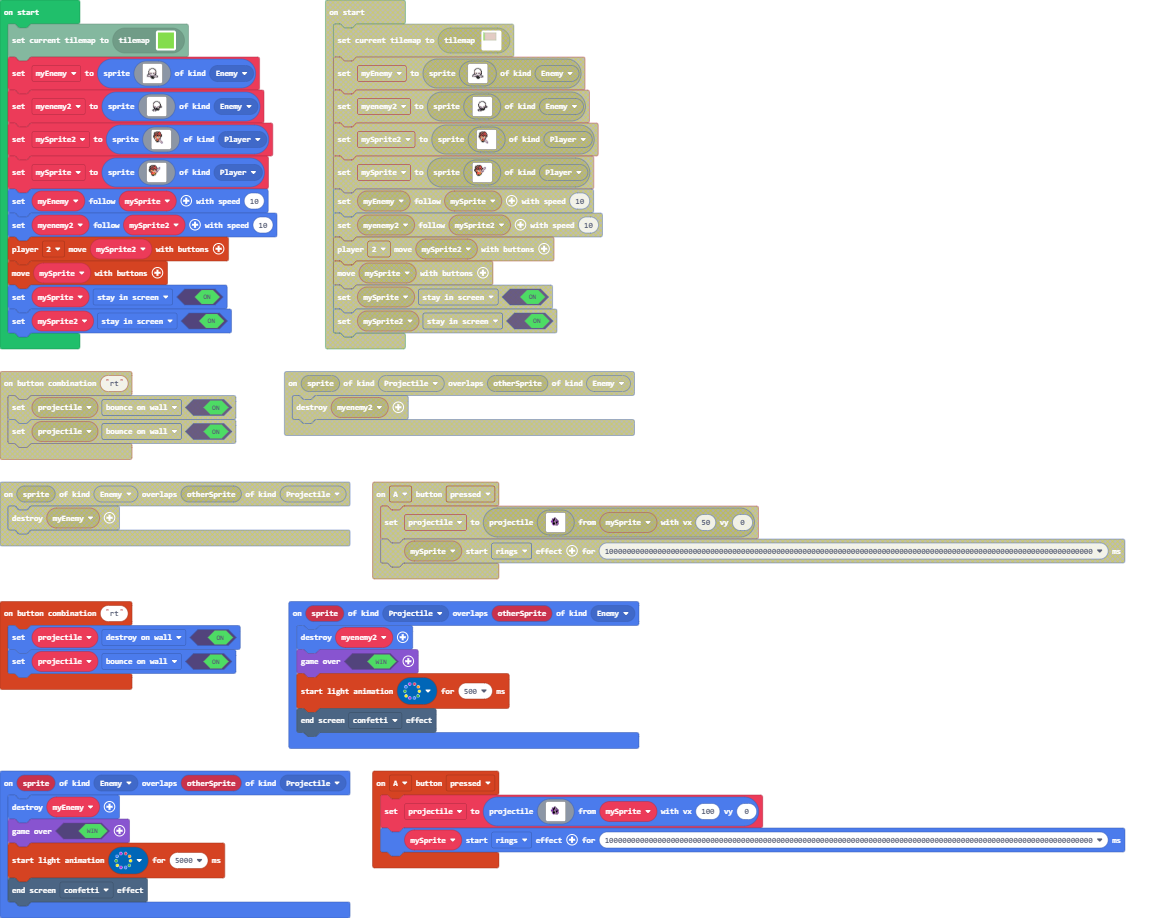 on start
set current tilemap to tilemap
set myEnemy to sprite of kind Enemy
set myenemy2 to sprite of kind Enemy
set mySprite2 to sprite of kind Player
set mySprite to sprite of kind Player
set myEnemy follow mySprite with speed 10
set myenemy2 follow mySprite2 with speed 10
player 2 move mySprite2 with buttons
move mySprite with buttons
set mySprite stay in screen ON
set mySprite2 stay in screen ON
on start
set current tilemap to tilemap
set myEnemy to sprite of kind Enemy
set myenemy2 to sprite of kind Enemy
set mySprite2 to sprite of kind Player
set mySprite to sprite of kind Player
set myEnemy follow mySprite with speed 10
set myenemy2 follow mySprite2 with speed 10
player 2 move mySprite2 with buttons
move mySprite with buttons
set mySprite stay in screen ON
set mySprite2 stay in screen ON
on button combination "rt"
set projectile bounce on wall ON
set projectile bounce on wall ON
on sprite of kind Projectile overlaps otherSprite of kind Enemy
destroy myenemy2
on sprite of kind Enemy overlaps otherSprite of kind Projectile
destroy myEnemy
on A button pressed
set projectile to projectile from mySprite with vx 50 vy 0
mySprite start rings effect for ms
on button combination "rt"
set projectile destroy on wall ON
set projectile bounce on wall ON
on sprite of kind Projectile overlaps otherSprite of kind Enemy
destroy myenemy2
game over WIN
start light animation for 500 ms
end screen confetti effect
on sprite of kind Enemy overlaps otherSprite of kind Projectile
destroy myEnemy
game over WIN
start light animation for 5000 ms
end screen confetti effect
on A button pressed
set projectile to projectile from mySprite with vx 100 vy 0
mySprite start rings effect for ms